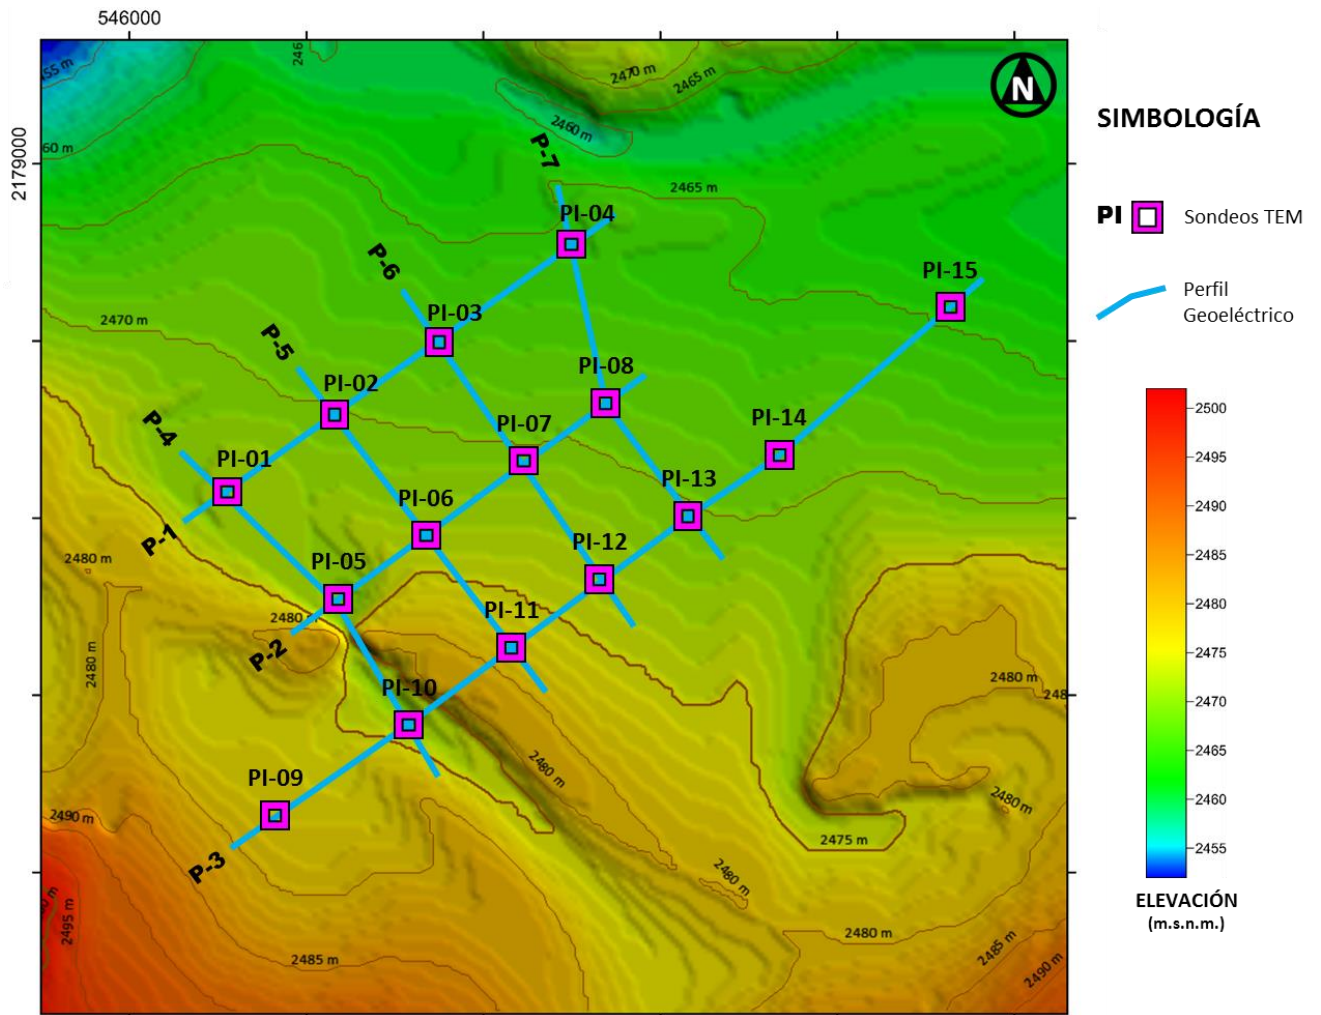 546000
2179000
N
SIMBOLOGÍA
PI
Sondeos TEM
Perfil
Geoeléctrico
2500
2495
2490
2485
2480
2475
2470
2465
2460
2455
ELEVACIÓN
(m.s.n.m.)
246
2470 m
2465 m
2460 m
60 m
P-7
2465 m
PI-04
P-6
PI-15
PI-03
2470 m
P-5
PI-08
PI-02
P-4
PI-14
PI-07
PI-01
PI-13
PI-06
P-1
PI-12
2480 m
PI-05
PI-11
2480
P-2
2480 m
2480 m
248
PI-10
2480 m
PI-09
2480 m
2490 m
2475 m
P-3
2480 m
2495 m
2480 m
2485 m
2485 m
2490 m